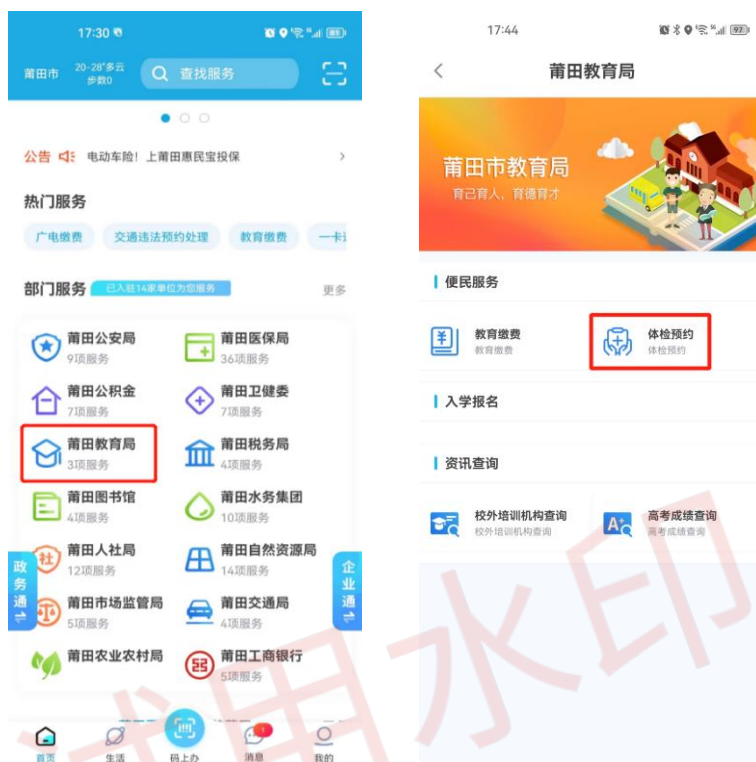 17:30
莆田市
20-28°多云
步数0
查找服务
公告
电动车险！上莆田惠民宝投保
热门服务
广电缴费
交通违法预约处理
教育缴费
部门服务
已入驻14家单位为您服务
更多
莆田公安局
9项服务
莆田医保局
36项服务
莆田公积金
7项服务
莆田卫健委
7项服务
莆田教育局
3项服务
莆田税务局
4项服务
莆田图书馆
4项服务
莆田水务集团
10项服务
莆田人社局
12项服务
莆田自然资源局
14项服务
莆田市场监管局
5项服务
莆田交通局
4项服务
莆田农业农村局
莆田工商银行
5项服务
政务通
企业通
首页
生活
码上办
消息
1
我的
17:44
97
莆田教育局
莆田市教育局
育己育人，育德育才
便民服务
教育缴费
教育缴费
体检预约
体检预约
入学报名
资讯查询
校外培训机构查询
校外培训机构查询
高考成绩查询
高考成绩查询
试用水印